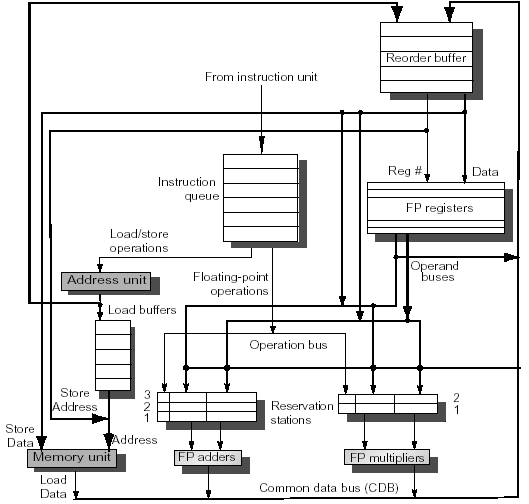 Reorder buffer
From instruction unit
Reg #
Data
Instruction
queue
FP registers
Load/store
operations
Operand
buses
Address unit
Floating-point
operations
Load buffers
Operation bus
3
2
1
Reservation
stations
2
1
Store
Address
Store
Data
Address
Memory unit
FP adders
FP multipliers
Load
Data
Common data bus (CDB)